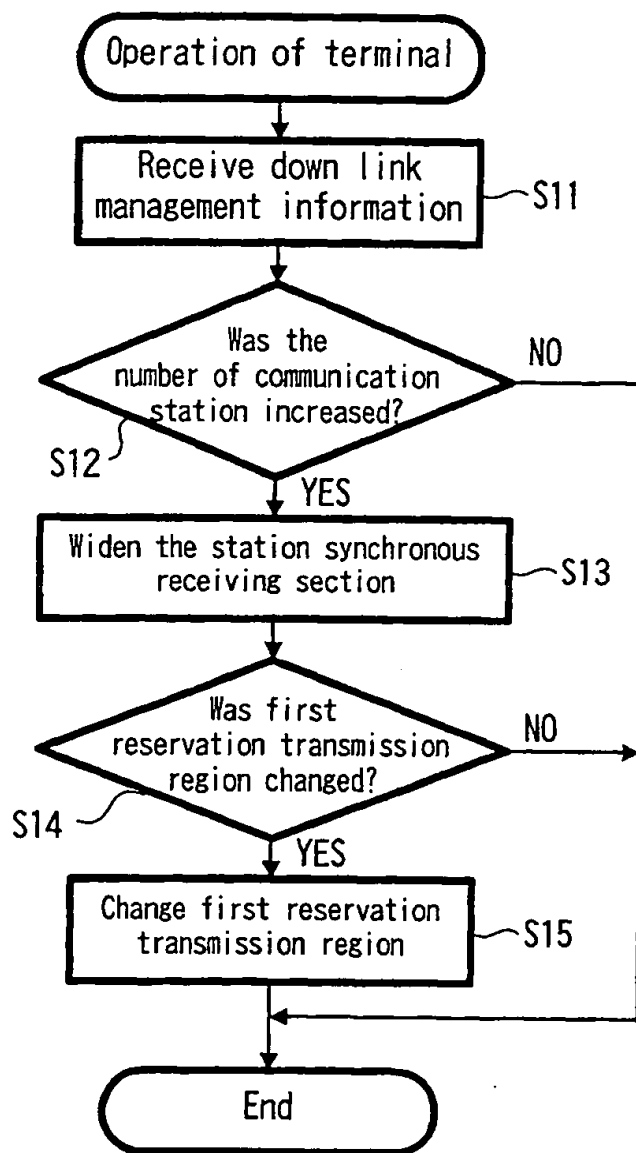 Operation of terminal
Receive down link
management information
S11
Was the
number of communication
station increased?
NO
S12
YES
Widen the station synchronous
receiving section
S13
Was first
reservation transmission
region changed?
NO
S14
YES
Change first reservation
transmission region
S15
End